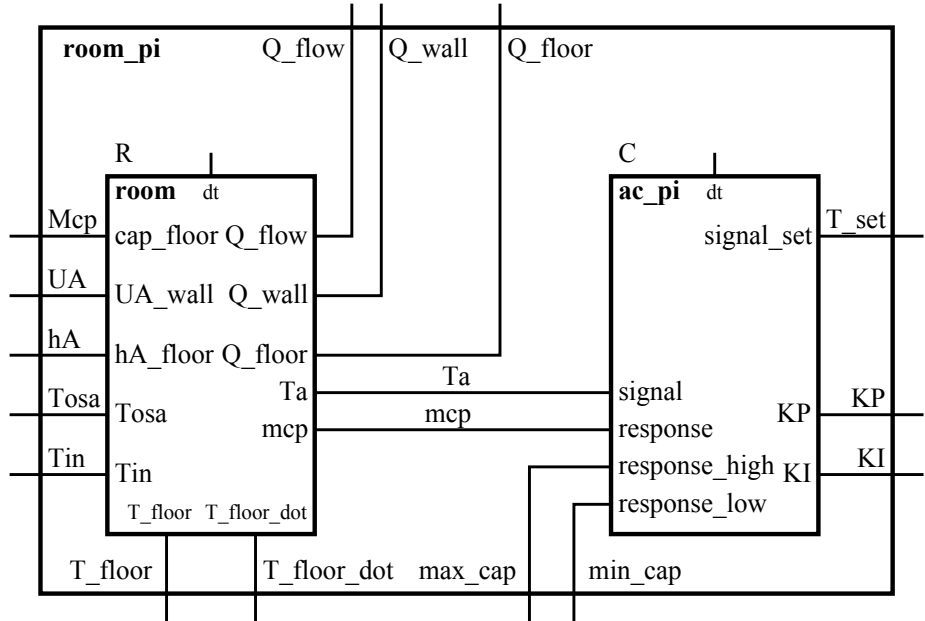 room_pi Q_flow Q_wall Q_floor
R C
room dt ac_pi dt
Mcp cap_floor Q_flow signal_set T_set
UA UA_wall Q_wall
hA hA_floor Q_floor
Ta Ta signal
Tosa Tosa KP KP
mcp mcp response
Tin Tin response_high KI KI
response_low
T_floor T_floor_dot
T_floor T_floor_dot max_cap min_cap